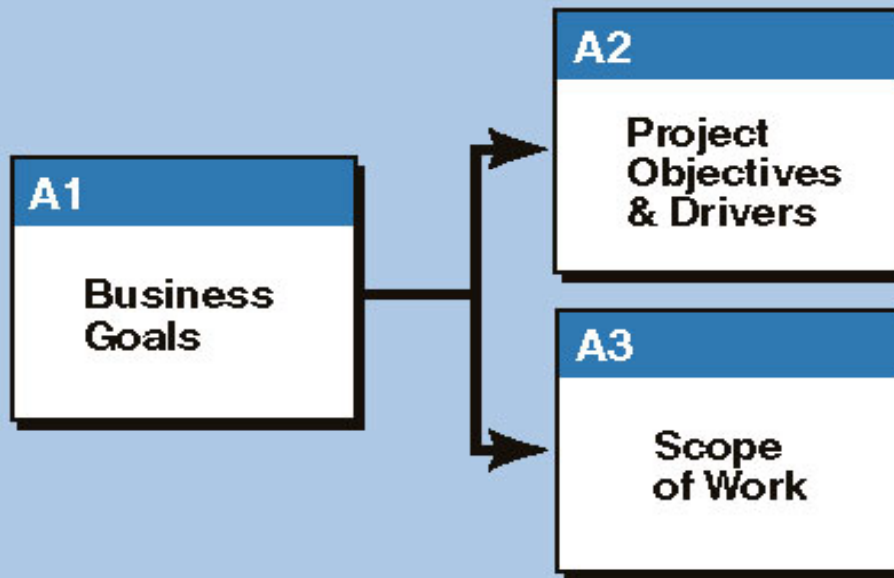 A1
Business
Goals
A2
Project
Objectives
& Drivers
A3
Scope
of Work